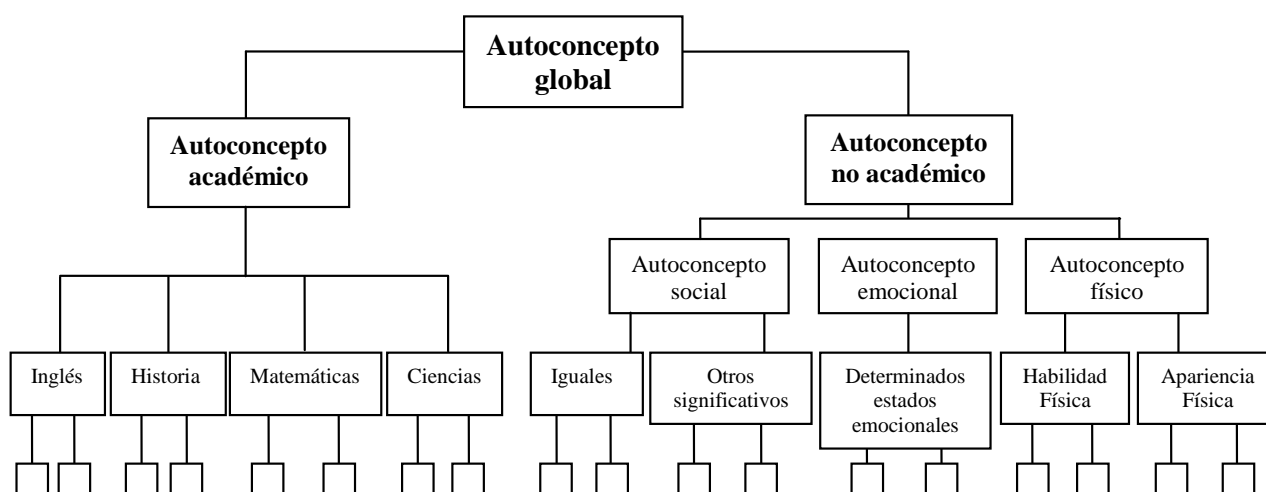 Autoconcepto
global
Autoconcepto
académico
Autoconcepto
no académico
Autoconcepto
social
Autoconcepto
emocional
Autoconcepto
físico
Inglés
Historia
Matemáticas
Ciencias
Iguales
Otros
significativos
Determinados
estados
emocionales
Habilidad
Física
Apariencia
Física